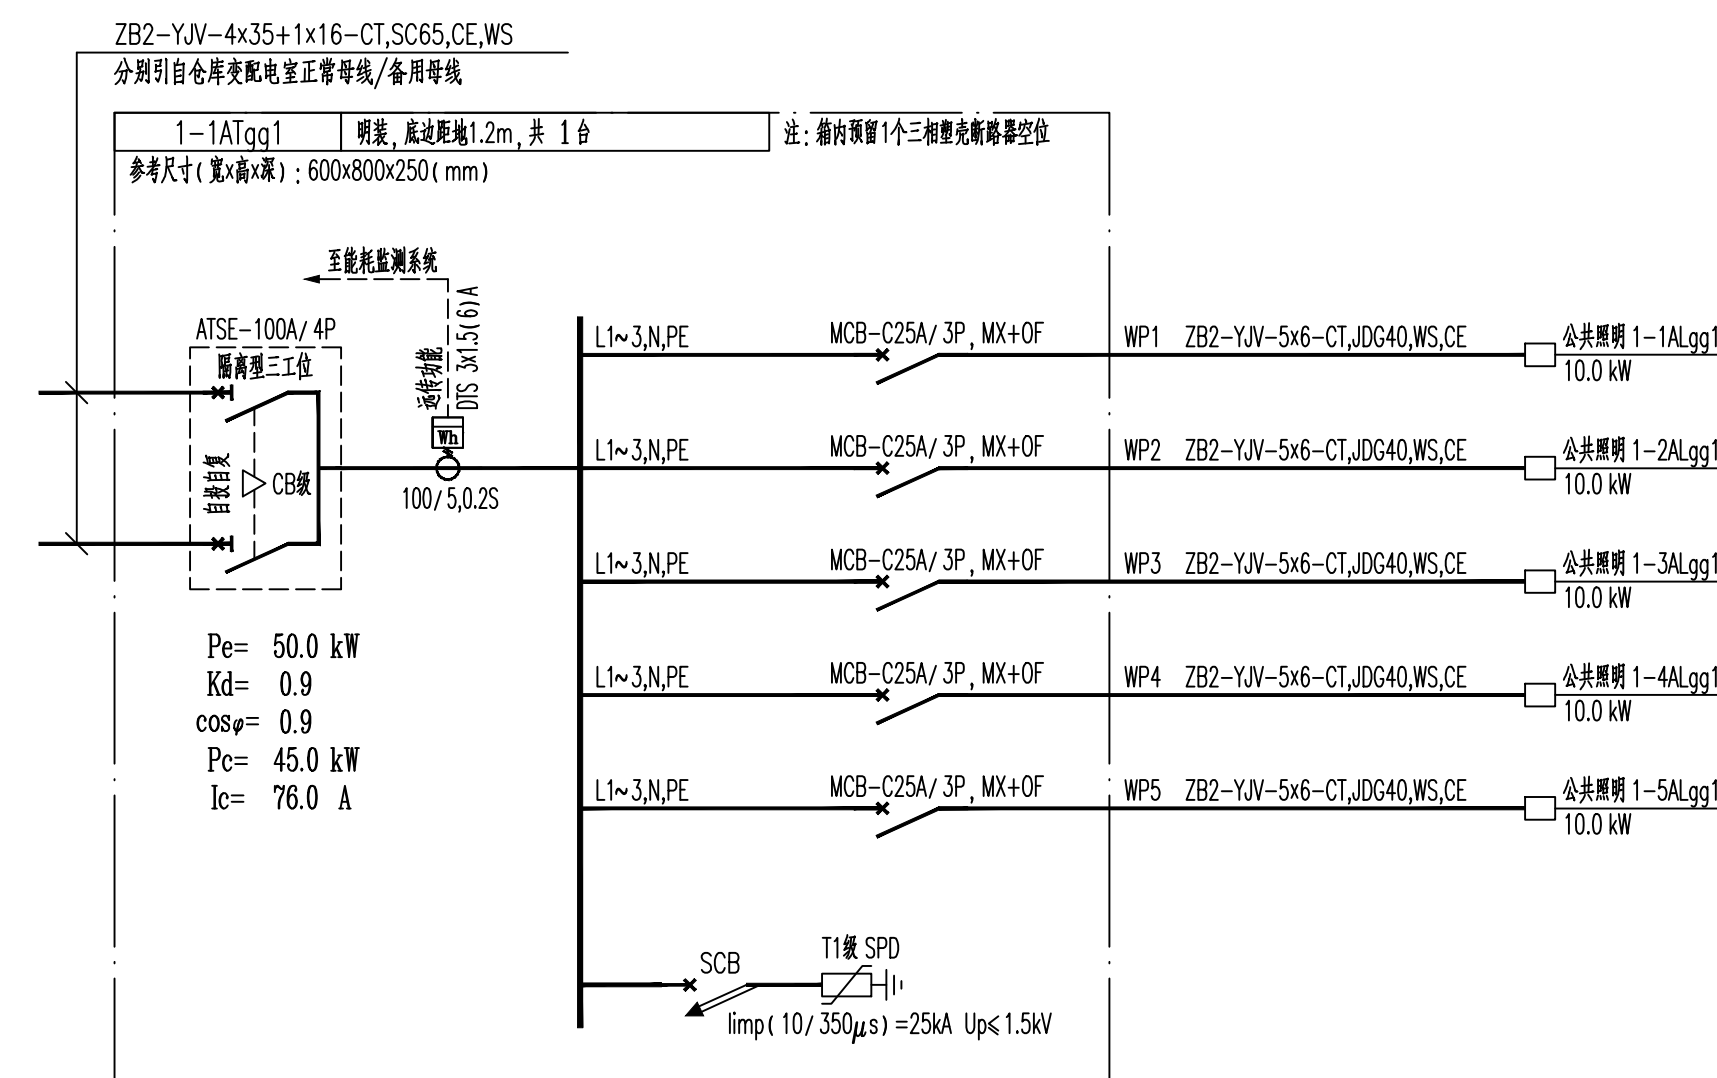 ZB2-YJV-4x35+1x16-CT,SC65,CE,WS
分别引自仓库变配电室正常母线/备用母线
1-1ATgg1
明装, 底边距地1.2m, 共 1台
注: 箱内预留1个三相塑壳断路器空位
参考尺寸(宽x高x深): 600x800x250(mm)
至能耗监测系统
ATSE-100A/4P
隔离型三工位
自投自复
CB级
远传功能
DTS 3x1.5(6)A
Wh
100/5,0.2S
L1~3,N,PE
MCB-C25A/3P, MX+OF
WP1
ZB2-YJV-5x6-CT,JDG40,WS,CE
公共照明 1-1ALgg1
10.0 kW
L1~3,N,PE
MCB-C25A/3P, MX+OF
WP2
ZB2-YJV-5x6-CT,JDG40,WS,CE
公共照明 1-2ALgg1
10.0 kW
L1~3,N,PE
MCB-C25A/3P, MX+OF
WP3
ZB2-YJV-5x6-CT,JDG40,WS,CE
公共照明 1-3ALgg1
10.0 kW
L1~3,N,PE
MCB-C25A/3P, MX+OF
WP4
ZB2-YJV-5x6-CT,JDG40,WS,CE
公共照明 1-4ALgg1
10.0 kW
L1~3,N,PE
MCB-C25A/3P, MX+OF
WP5
ZB2-YJV-5x6-CT,JDG40,WS,CE
公共照明 1-5ALgg1
10.0 kW
Pe= 50.0 kW
Kd= 0.9
cosφ= 0.9
Pc= 45.0 kW
Ic= 76.0 A
SCB
T1级 SPD
Iimp(10/350μs)=25kA Up≤1.5kV